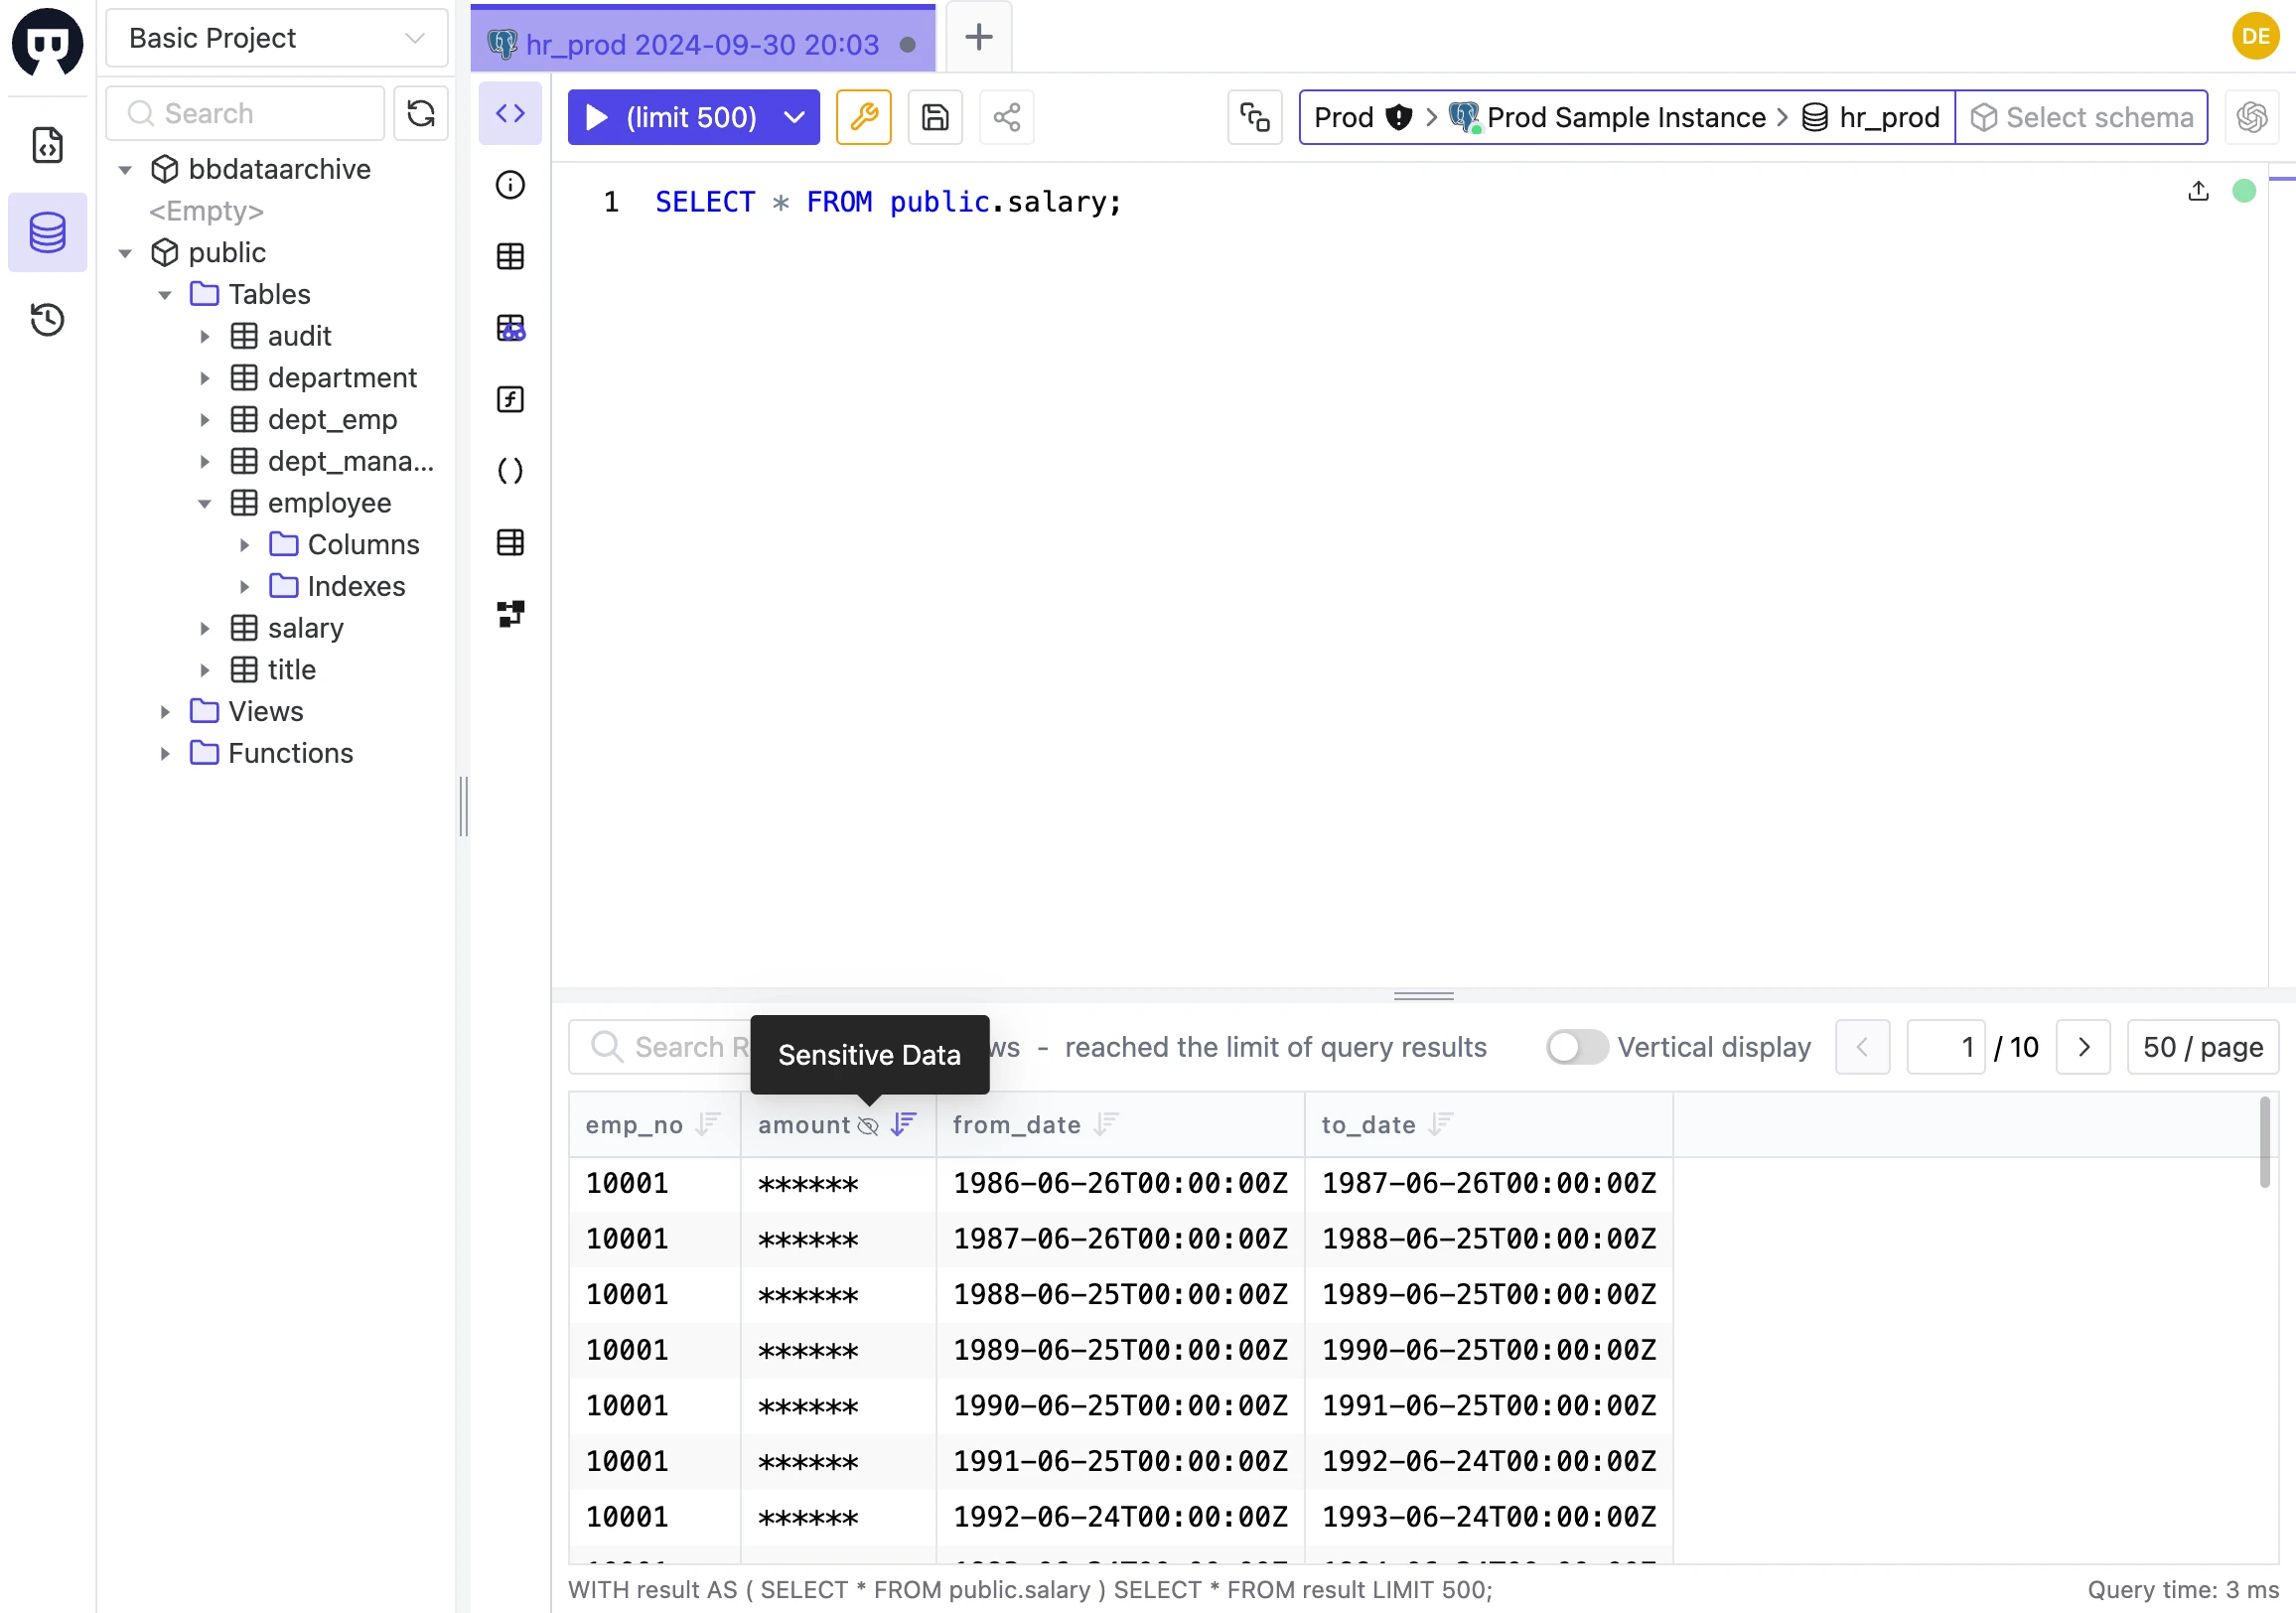 Basic Project
hr_prod 2024-09-30 20:03
DE
Search
(limit 500)
Prod
Prod Sample Instance
hr_prod
Select schema
bbdataarchive
<Empty>
public
Tables
audit
department
dept_emp
dept_mana...
employee
Columns
Indexes
salary
title
Views
Functions
1 SELECT * FROM public.salary;
Sensitive Data
Search
- reached the limit of query results
Vertical display
1 / 10
50 / page
emp_no amount from_date to_date
10001 ****** 1986-06-26T00:00:00Z 1987-06-26T00:00:00Z
10001 ****** 1987-06-26T00:00:00Z 1988-06-25T00:00:00Z
10001 ****** 1988-06-25T00:00:00Z 1989-06-25T00:00:00Z
10001 ****** 1989-06-25T00:00:00Z 1990-06-25T00:00:00Z
10001 ****** 1990-06-25T00:00:00Z 1991-06-25T00:00:00Z
10001 ****** 1991-06-25T00:00:00Z 1992-06-24T00:00:00Z
10001 ****** 1992-06-24T00:00:00Z 1993-06-24T00:00:00Z
WITH result AS ( SELECT * FROM public.salary ) SELECT * FROM result LIMIT 500;
Query time: 3 ms